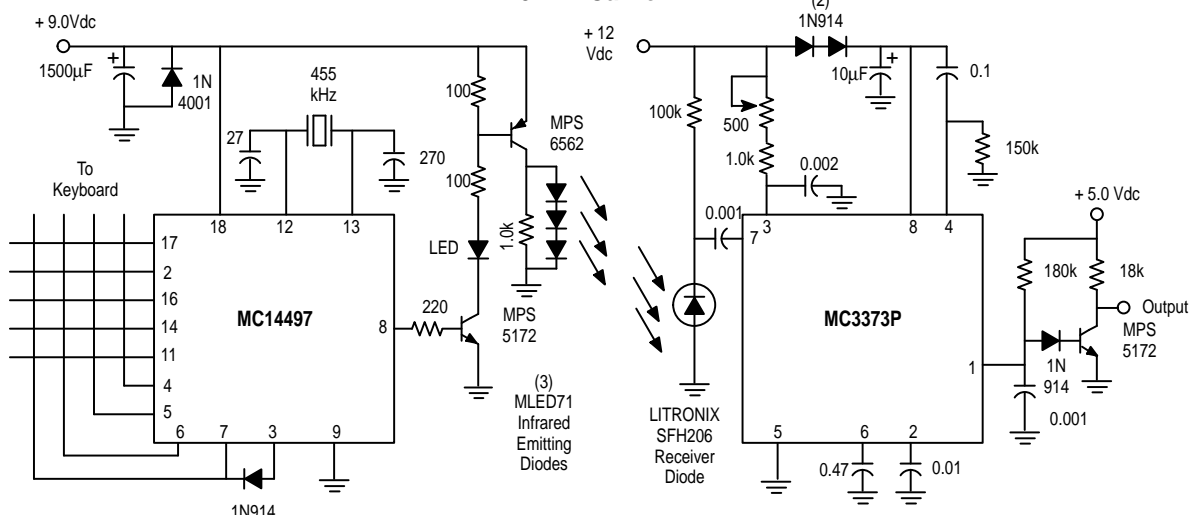 + 9.0Vdc
1500µF
+
1N
4001
455
kHz
27
270
100
100
MPS
6562
To
Keyboard
18
12
13
17
2
16
14
11
4
5
6
7
3
9
8
MC14497
1N914
220
LED
1.0k
MPS
5172
(3)
MLED71
Infrared
Emitting
Diodes
+ 12
Vdc
(2)
1N914
10µF
+
0.1
100k
500
1.0k
0.002
150k
0.001
3
7
8
4
MC3373P
1
5
6
2
0.47
0.01
LITRONIX
SFH206
Receiver
Diode
+ 5.0 Vdc
180k
18k
Output
MPS
5172
1N
914
0.001